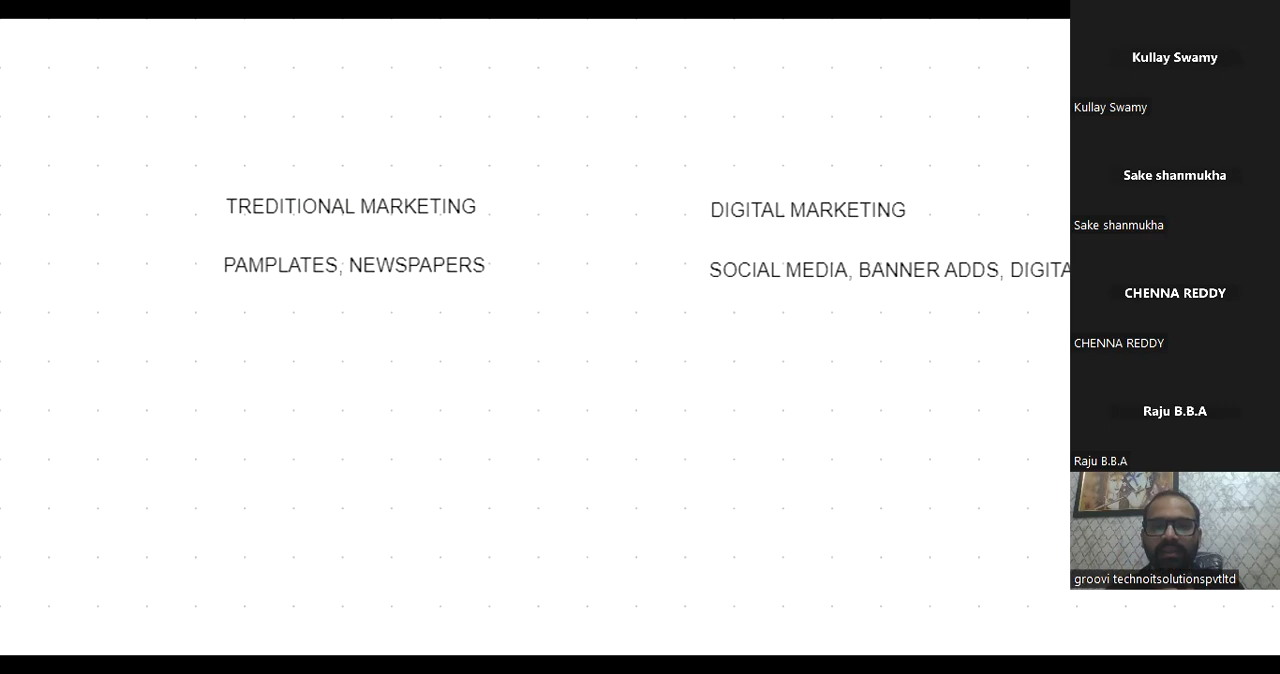 TREDITIONAL MARKETING
DIGITAL MARKETING
PAMPLATES, NEWSPAPERS
SOCIAL MEDIA, BANNER ADDS,
Kullay Swamy
Kullay Swamy
Sake shanmukha
Sake shanmukha
CHENNA REDDY
CHENNA REDDY
Raju B.B.A
Raju B.B.A
groovi technoitsolutionspvtltd